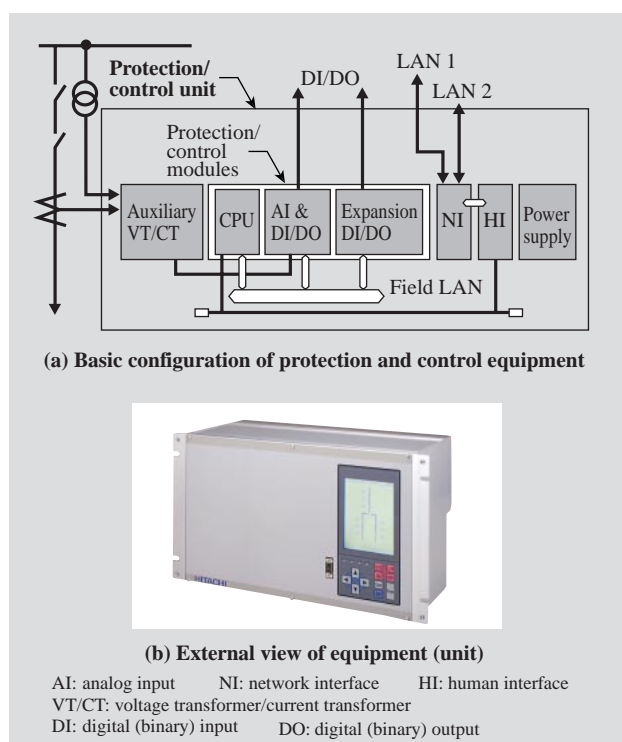 LAN 1
Protection/
control unit
DI/DO
LAN 2
Protection/
control
modules
Auxiliary
VT/CT
CPU
AI &
DI/DO
Expansion
DI/DO
NI
HI
Power
supply
Field LAN
(a) Basic configuration of protection and control equipment
HITACHI
(b) External view of equipment (unit)
AI: analog input NI: network interface HI: human interface
VT/CT: voltage transformer/current transformer
DI: digital (binary) input DO: digital (binary) output